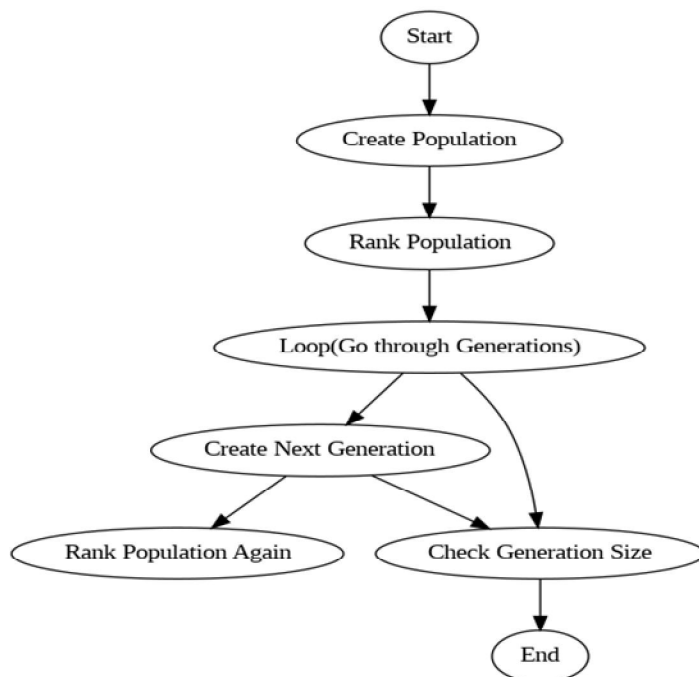 Start
Create Population
Rank Population
Loop(Go through Generations)
Create Next Generation
Rank Population Again
Check Generation Size
End